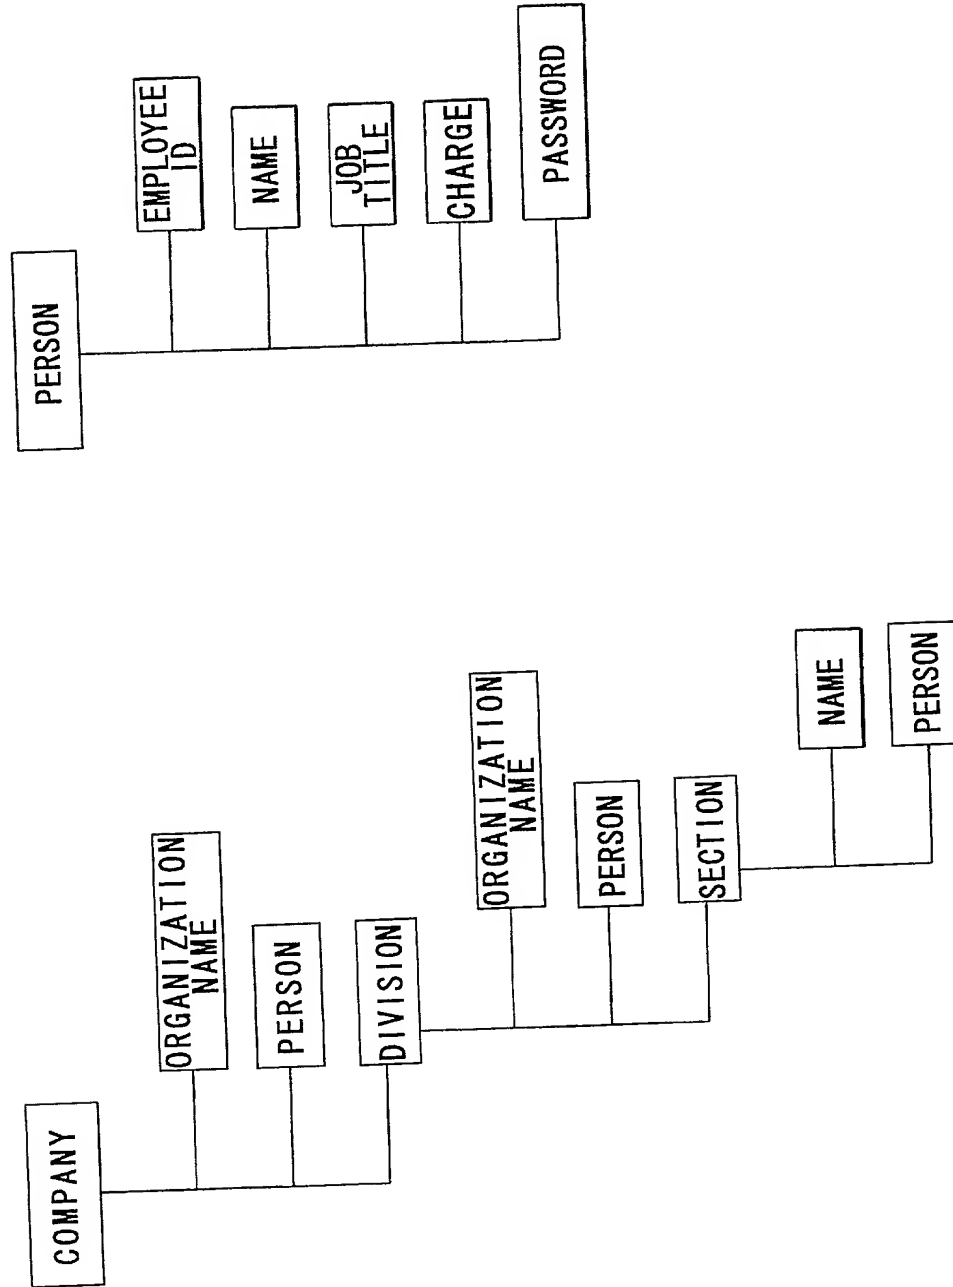 COMPANY
ORGANIZATION
NAME
PERSON
DIVISION
ORGANIZATION
NAME
PERSON
SECTION
NAME
PERSON
PERSON
EMPLOYEE
ID
NAME
JOB
TITLE
CHARGE
PASSWORD